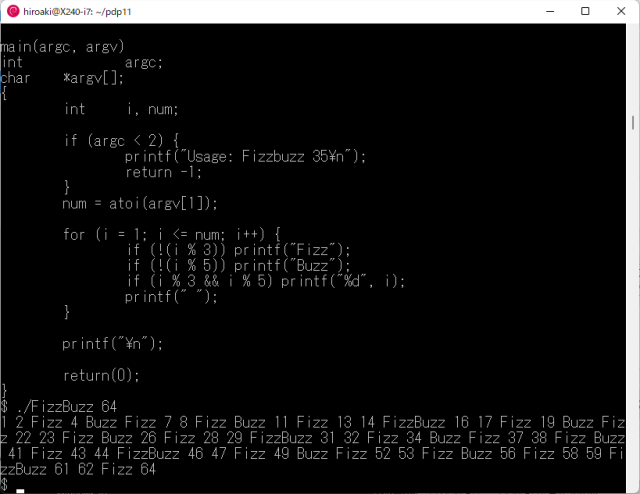 hiroaki@X240-i7: ~/pdp11
main(argc, argv)
int             argc;
char    *argv[];
{
        int     i, num;

        if (argc < 2) {
                printf("Usage: Fizzbuzz 35¥n");
                return -1;
        }
        num = atoi(argv[1]);

        for (i = 1; i <= num; i++) {
                if (!(i % 3)) printf("Fizz");
                if (!(i % 5)) printf("Buzz");
                if (i % 3 && i % 5) printf("%d", i);
                printf(" ");
        }

        printf("¥n");

        return(0);
}
$ ./FizzBuzz 64
1 2 Fizz 4 Buzz Fizz 7 8 Fizz Buzz 11 Fizz 13 14 FizzBuzz 16 17 Fizz 19 Buzz Fiz
z 22 23 Fizz Buzz 26 Fizz 28 29 FizzBuzz 31 32 Fizz 34 Buzz Fizz 37 38 Fizz Buzz
 41 Fizz 43 44 FizzBuzz 46 47 Fizz 49 Buzz Fizz 52 53 Fizz Buzz 56 Fizz 58 59 Fi
zzBuzz 61 62 Fizz 64
$